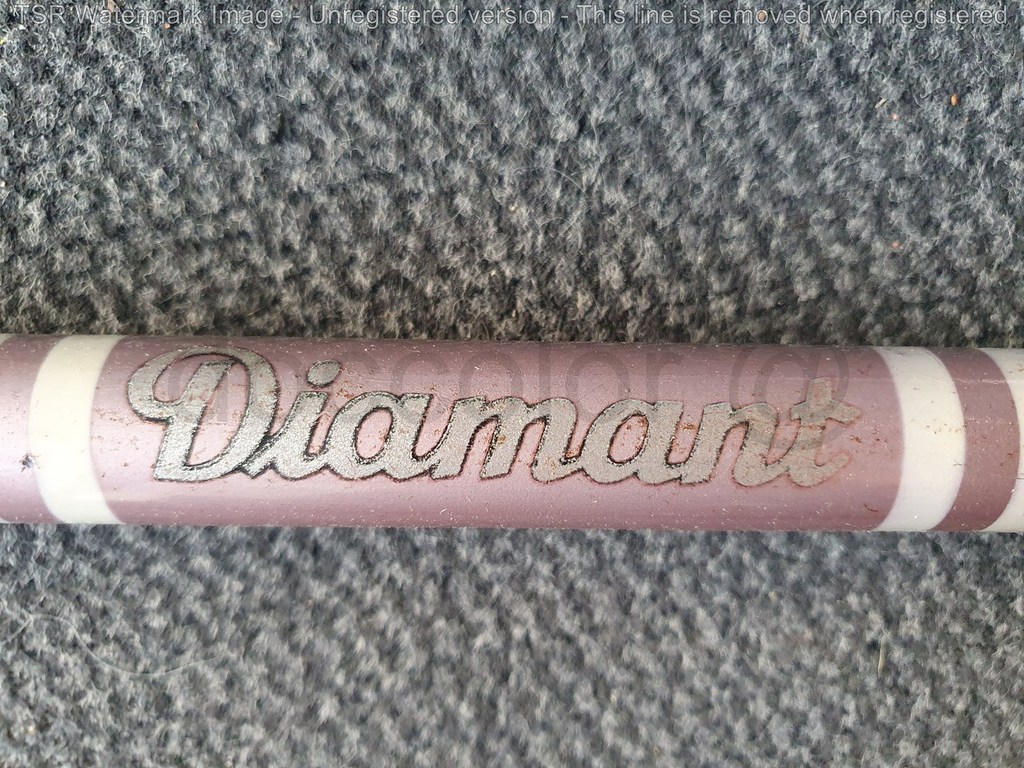 TSR Watermark Image - Unregistered version - This line is removed when registered
Diamant